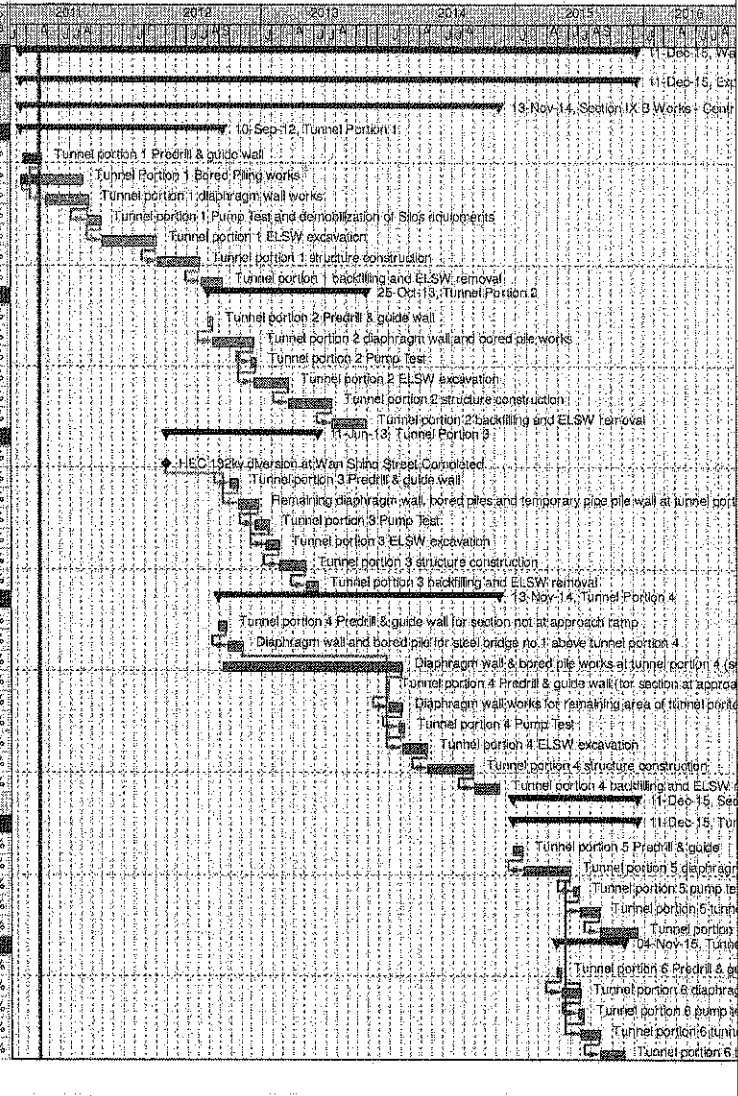 2011 2012 2013 2014 2015 2016
11-Dec-15, Wa
11-Dec-15, Exp
13-Nov-14, Section IX B Works - Centr
10-Sep-12, Tunnel Portion 1
Tunnel portion 1 Predrill & guide wall
Tunnel Portion 1 Bored Piling works
Tunnel portion 1 diaphragm wall works
Tunnel portion 1 Pump Test and demobilization of Silos equipments
Tunnel portion 1 ELSW excavation
Tunnel portion 1 structure construction
Tunnel portion 1 backfilling and ELSW removal
25-Oct-13, Tunnel Portion 2
Tunnel portion 2 Predrill & guide wall
Tunnel portion 2 diaphragm wall and bored pile works
Tunnel portion 2 Pump Test
Tunnel portion 2 ELSW excavation
Tunnel portion 2 structure construction
Tunnel portion 2 backfilling and ELSW removal
11-Jun-13, Tunnel Portion 3
HEC 132kv diversion at Wan Shing Street Completed
Tunnel portion 3 Predrill & guide wall
Remaining diaphragm wall, bored piles and temporary pipe pile wall at tunnel port
Tunnel portion 3 Pump Test
Tunnel portion 3 ELSW excavation
Tunnel portion 3 structure construction
Tunnel portion 3 backfilling and ELSW removal
13-Nov-14, Tunnel Portion 4
Tunnel portion 4 Predrill & guide wall for section not at approach ramp
Diaphragm wall and bored pile for steel bridge no.1 above tunnel portion 4
Diaphragm wall & bored pile works at tunnel portion 4 (s
Tunnel portion 4 Predrill & guide wall (for section at approa
Diaphragm wall works for remaining area of tunnel portio
Tunnel portion 4 Pump Test
Tunnel portion 4 ELSW excavation
Tunnel portion 4 structure construction
Tunnel portion 4 backfilling and ELSW r
11-Dec-15, Sec
11-Dec-15, Tur
Tunnel portion 5 Predrill & guide
Tunnel portion 5 diaphragr
Tunnel portion 5 pump te
Tunnel portion 5 tunne
Tunnel portion
04-Nov-15, Tunne
Tunnel portion 6 Predrill & gu
Tunnel portion 6 diaphrag
Tunnel portion 6 pump te
Tunnel portion 6 tunn
Tunnel portion 6 t